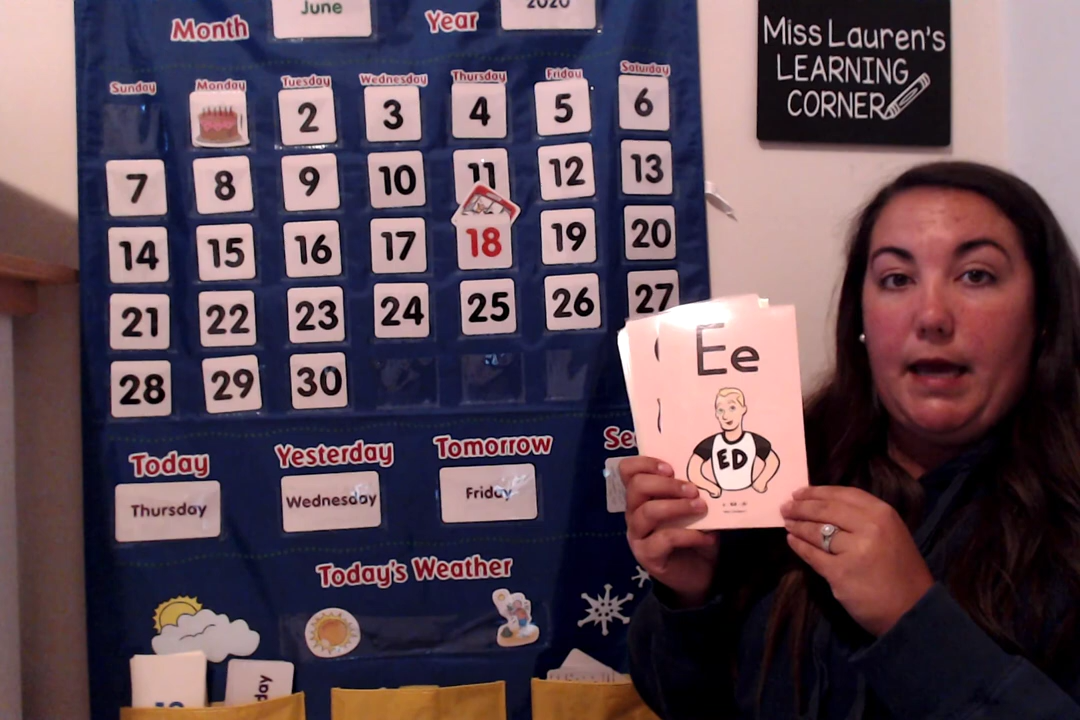 Month June Year 2020
Miss Lauren's
LEARNING
CORNER
Sunday Monday Tuesday Wednesday Thursday Friday Saturday
2 3 4 5 6
7 8 9 10 11 12 13
14 15 16 17 18 19 20
21 22 23 24 25 26 27
28 29 30
Ee
ED
Today Yesterday Tomorrow Se
Thursday Wednesday Friday
Today's Weather
day